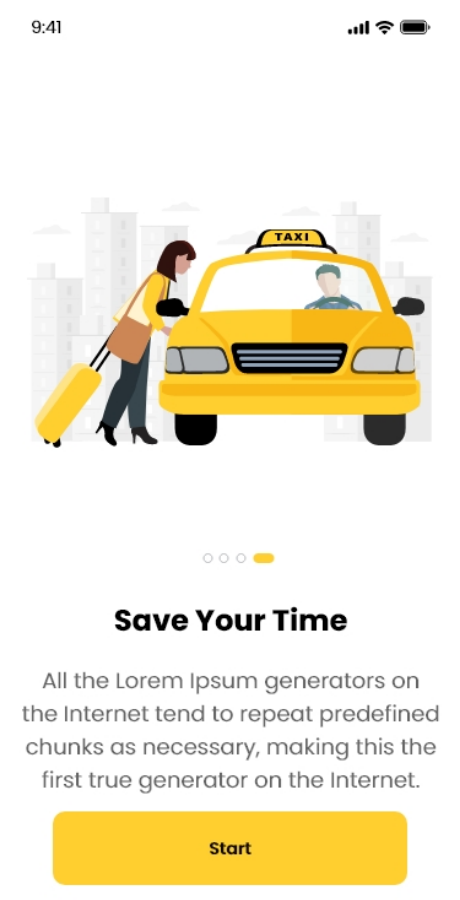 9:41
TAXI
Save Your Time
All the Lorem Ipsum generators on
the Internet tend to repeat predefined
chunks as necessary, making this the
first true generator on the Internet.
Start